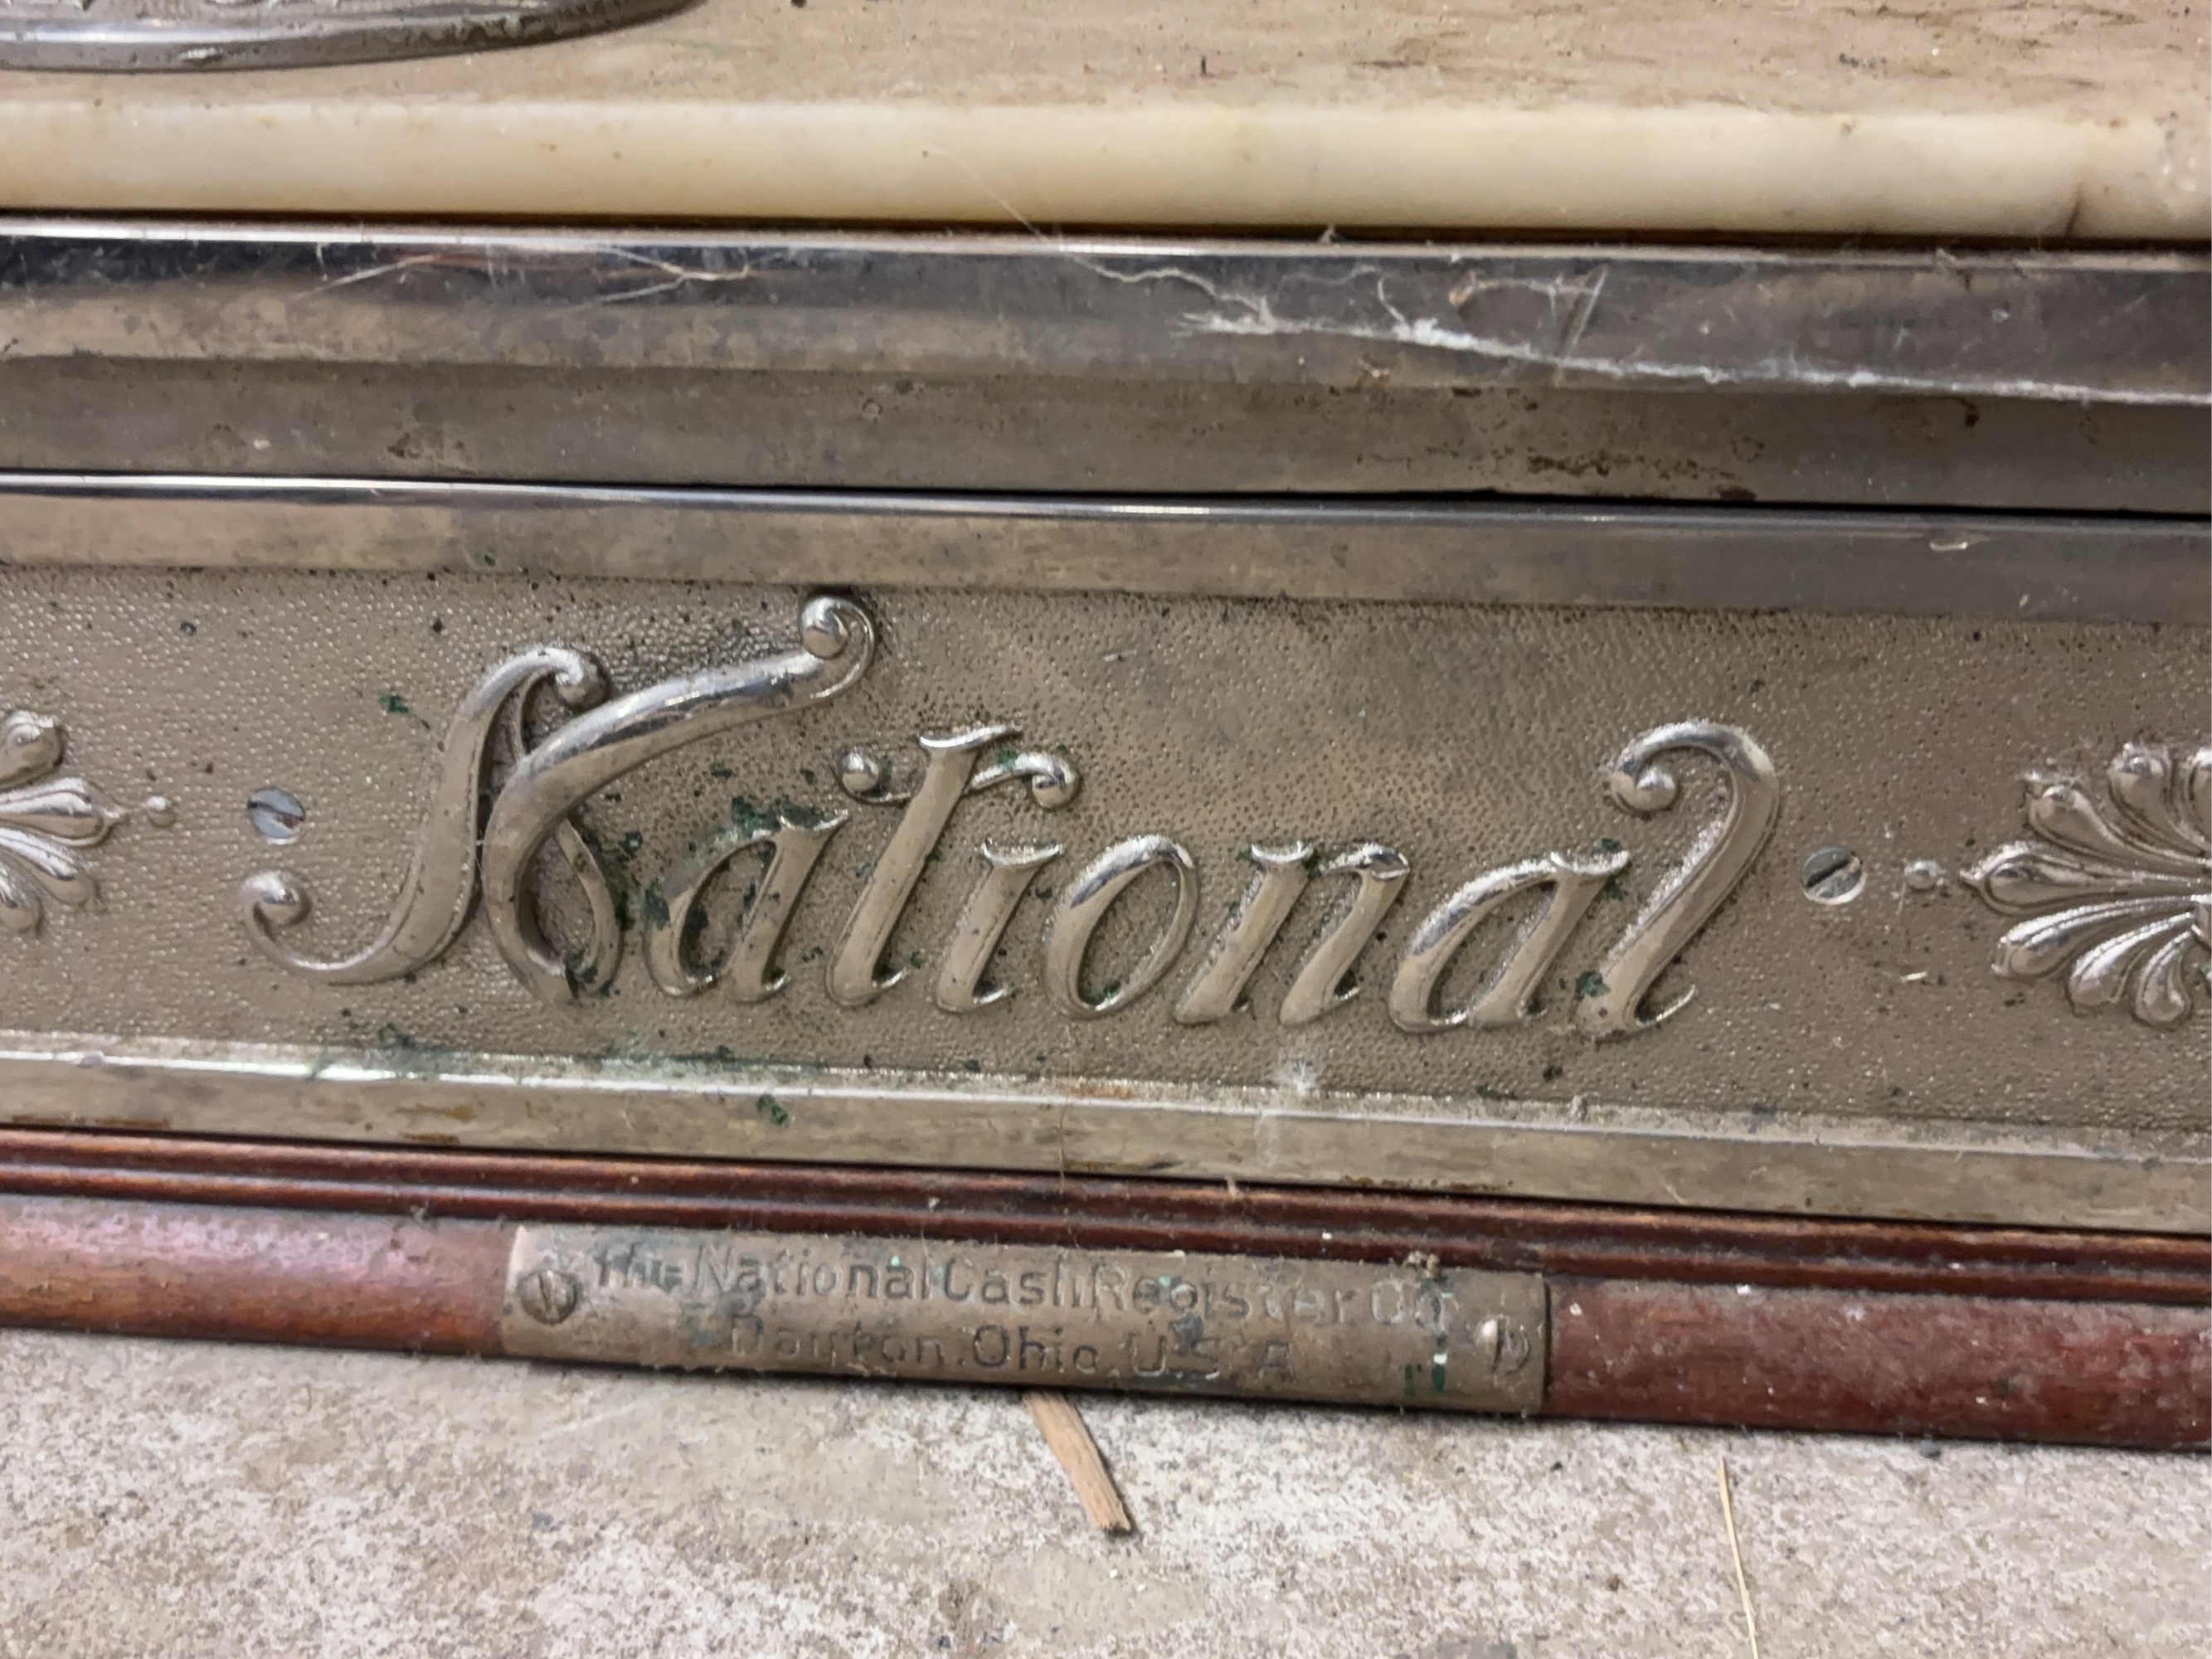 National
The National Cash Register Co
Dayton, Ohio, U.S.A